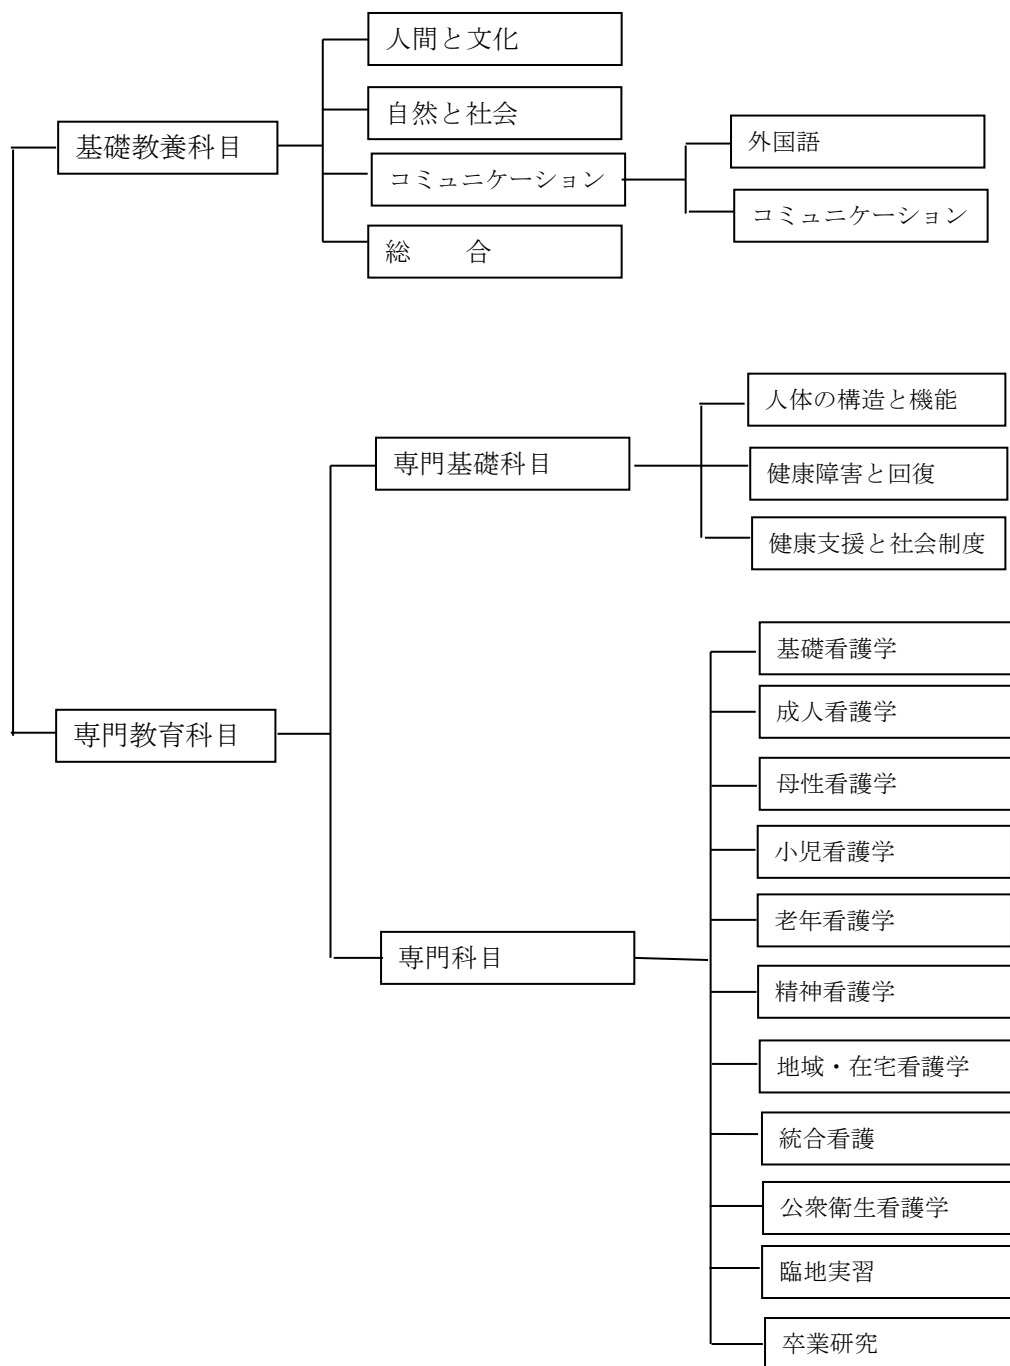 基礎教養科目
人間と文化
自然と社会
コミュニケーション
外国語
コミュニケーション
総　　合
専門教育科目
専門基礎科目
人体の構造と機能
健康障害と回復
健康支援と社会制度
専門科目
基礎看護学
成人看護学
母性看護学
小児看護学
老年看護学
精神看護学
地域・在宅看護学
統合看護
公衆衛生看護学
臨地実習
卒業研究